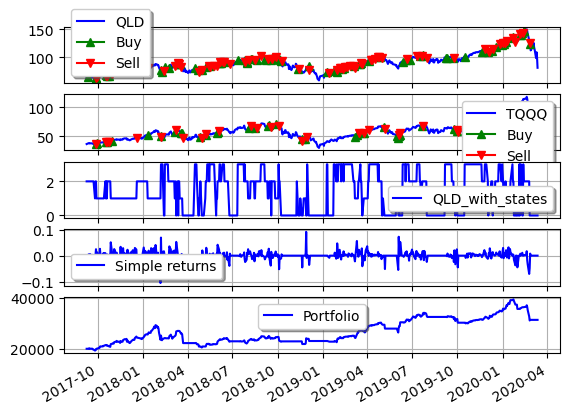 150
100
QLD
Buy
Sell
100
50
TQQQ
Buy
Sell
2
0
QLD_with_states
0.1
0.0
−0.1
Simple returns
40000
20000
Portfolio
2017-10
2018-01
2018-04
2018-07
2018-10
2019-01
2019-04
2019-07
2019-10
2020-01
2020-04